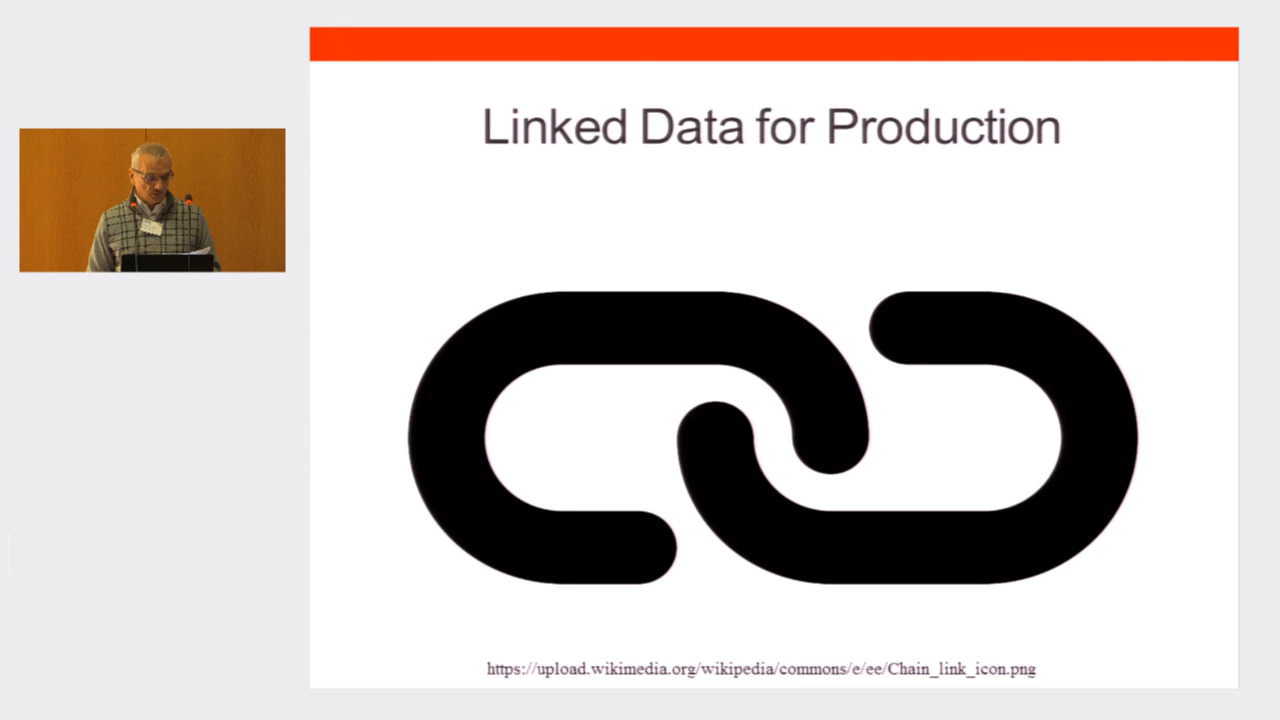 Linked Data for Production
https://upload.wikimedia.org/wikipedia/commons/e/ee/Chain_link_icon.png